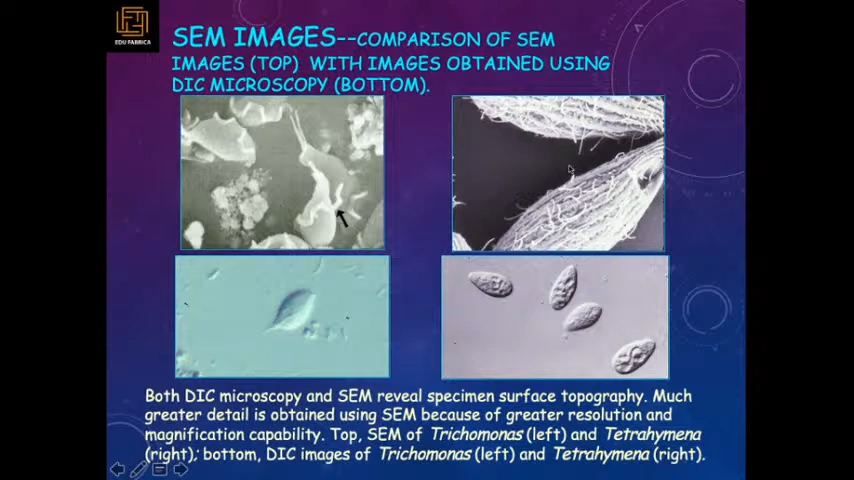 EDU FABRICA
SEM IMAGES--COMPARISON OF SEM
IMAGES (TOP) WITH IMAGES OBTAINED USING
DIC MICROSCOPY (BOTTOM).
Both DIC microscopy and SEM reveal specimen surface topography. Much
greater detail is obtained using SEM because of greater resolution and
magnification capability. Top, SEM of Trichomonas (left) and Tetrahymena
(right); bottom, DIC images of Trichomonas (left) and Tetrahymena (right).